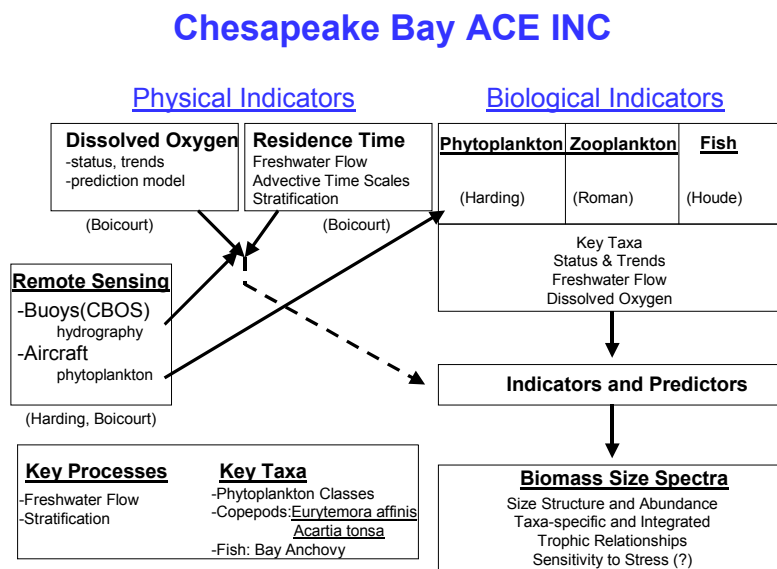 Chesapeake Bay ACE INC
Physical Indicators
Biological Indicators
Dissolved Oxygen
-status, trends
-prediction model
(Boicourt)
Residence Time
Freshwater Flow
Advective Time Scales
Stratification
(Boicourt)
Phytoplankton
(Harding)
Zooplankton
(Roman)
Fish
(Houde)
Key Taxa
Status & Trends
Freshwater Flow
Dissolved Oxygen
Remote Sensing
-Buoys(CBOS)
hydrography
-Aircraft
phytoplankton
(Harding, Boicourt)
Indicators and Predictors
Key Processes
-Freshwater Flow
-Stratification
Key Taxa
-Phytoplankton Classes
-Copepods:Eurytemora affinis
Acartia tonsa
-Fish: Bay Anchovy
Biomass Size Spectra
Size Structure and Abundance
Taxa-specific and Integrated
Trophic Relationships
Sensitivity to Stress (?)